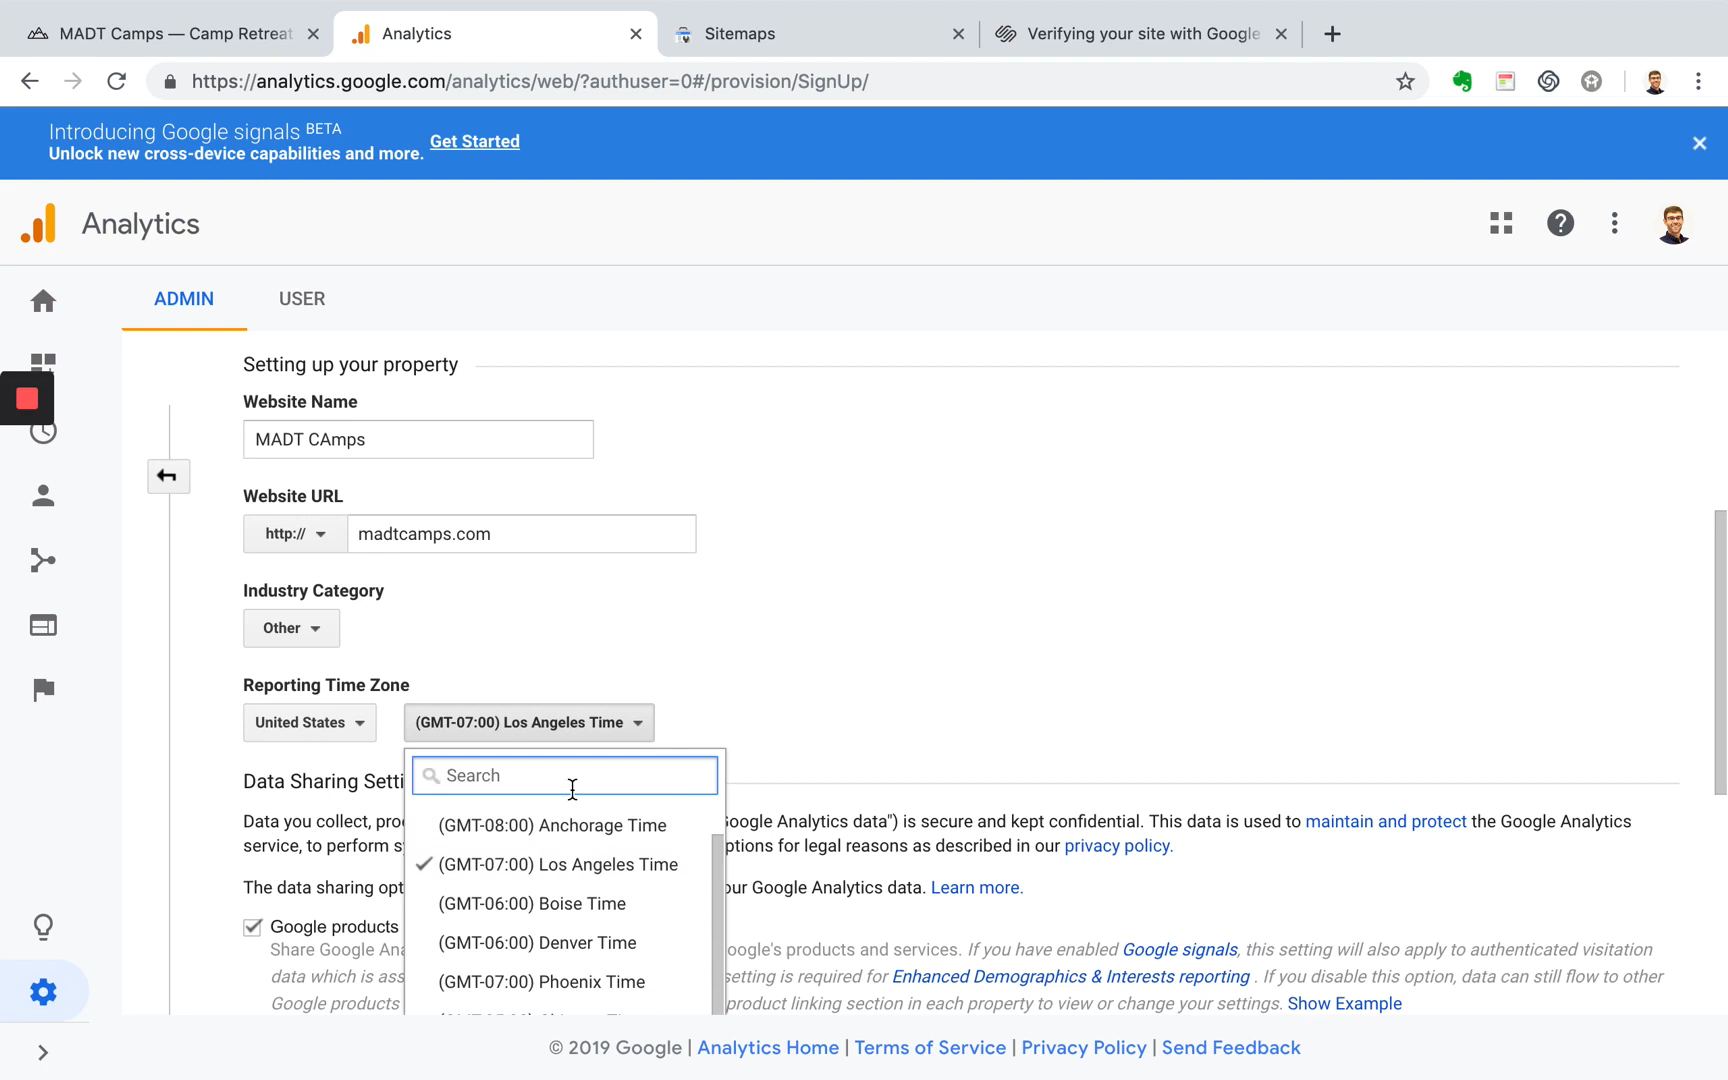 MADT Camps — Camp Retreat
Analytics
Sitemaps
Verifying your site with Google
https://analytics.google.com/analytics/web/?authuser=0#/provision/SignUp/
Introducing Google signals BETA
Unlock new cross-device capabilities and more.
Get Started
Analytics
ADMIN
USER
Setting up your property
Website Name
MADT CAmps
Website URL
http://
madtcamps.com
Industry Category
Other
Reporting Time Zone
United States
(GMT-07:00) Los Angeles Time
Search
(GMT-08:00) Anchorage Time
(GMT-07:00) Los Angeles Time
(GMT-06:00) Boise Time
(GMT-06:00) Denver Time
(GMT-07:00) Phoenix Time
Data Sharing Setti
Data you collect, pro oogle Analytics data") is secure and kept confidential. This data is used to maintain and protect the Google Analytics
service, to perform s ptions for legal reasons as described in our privacy policy.
The data sharing opt our Google Analytics data. Learn more.
Google products
Share Google Ana oogle's products and services. If you have enabled Google signals, this setting will also apply to authenticated visitation
data which is ass setting is required for Enhanced Demographics & Interests reporting . If you disable this option, data can still flow to other
Google products product linking section in each property to view or change your settings. Show Example
© 2019 Google | Analytics Home | Terms of Service | Privacy Policy | Send Feedback